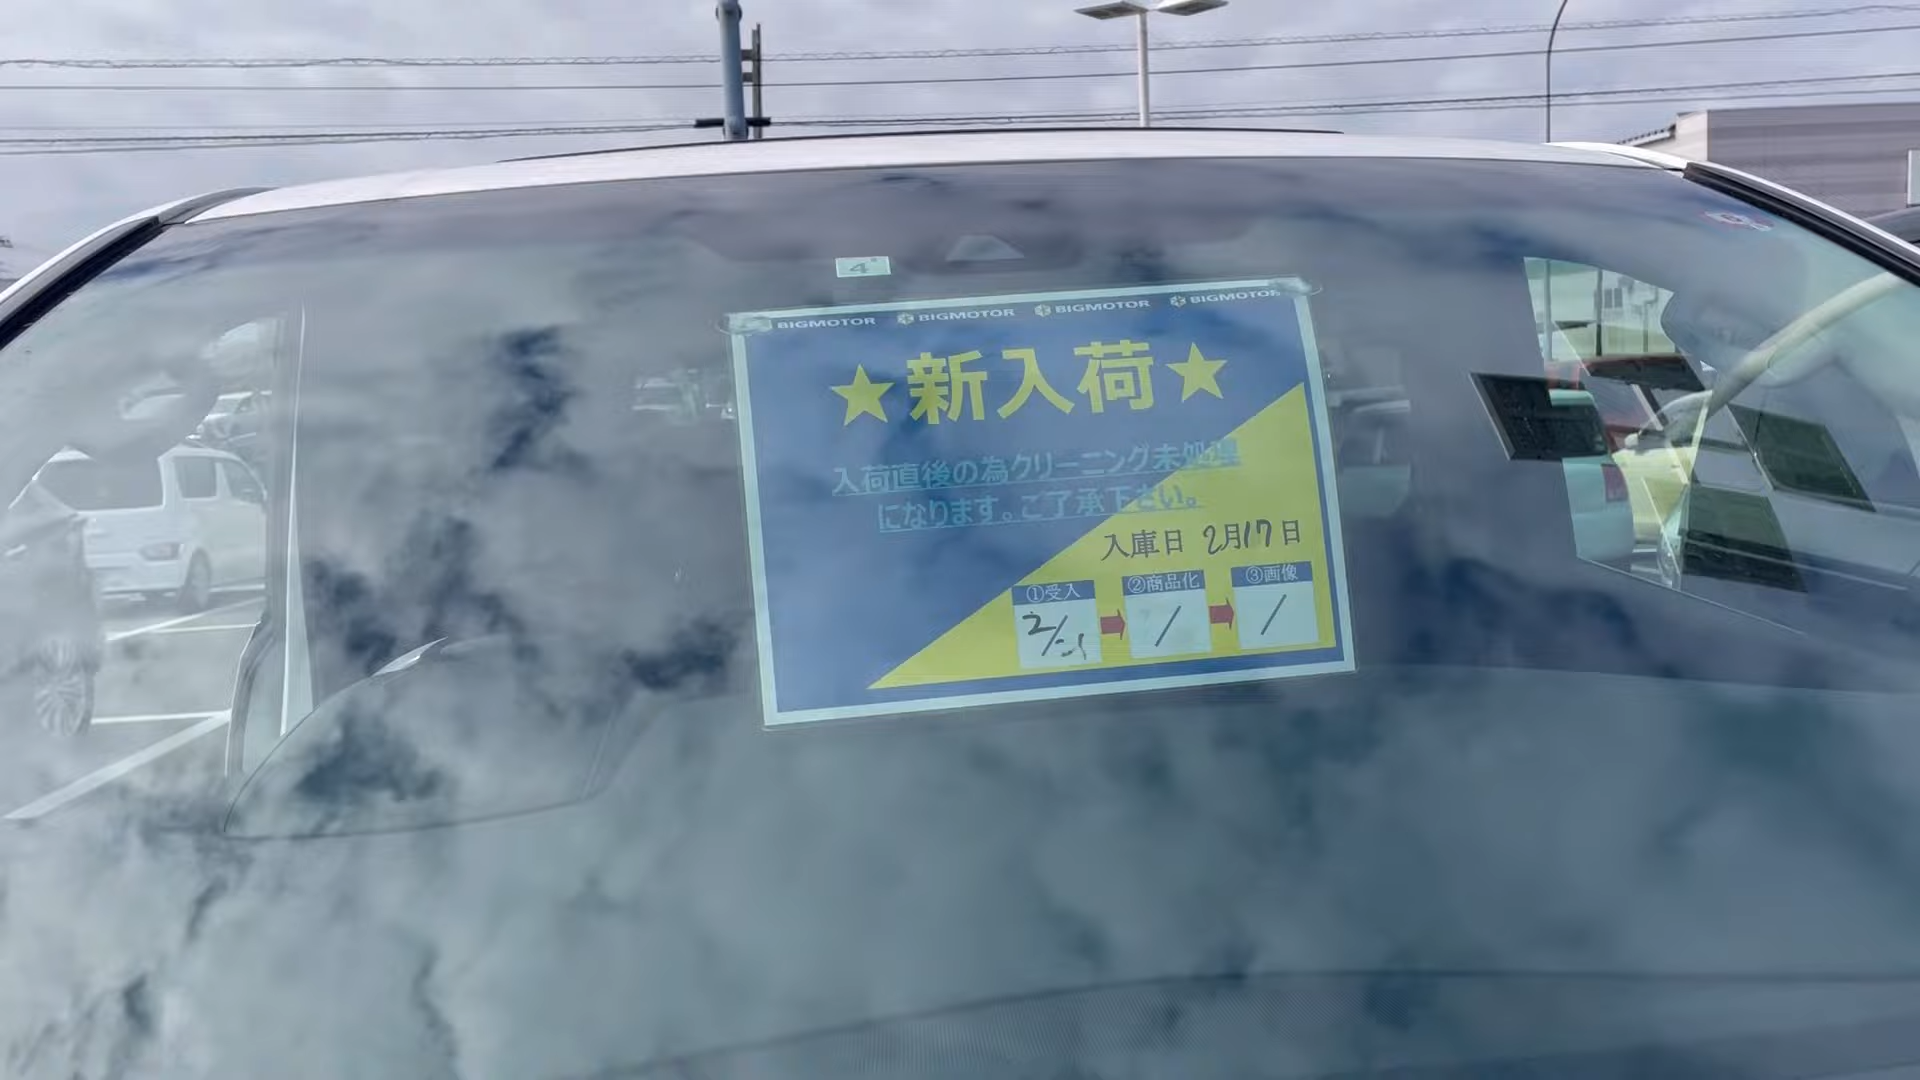 4
BIGMOTOR BIGMOTOR BIGMOTOR BIGMOTOR
★新入荷★
入荷直後の為クリーニング未処理
になります。ご了承下さい。
入庫日 2月17日
①受入 ②商品化 ③画像
2/ / /